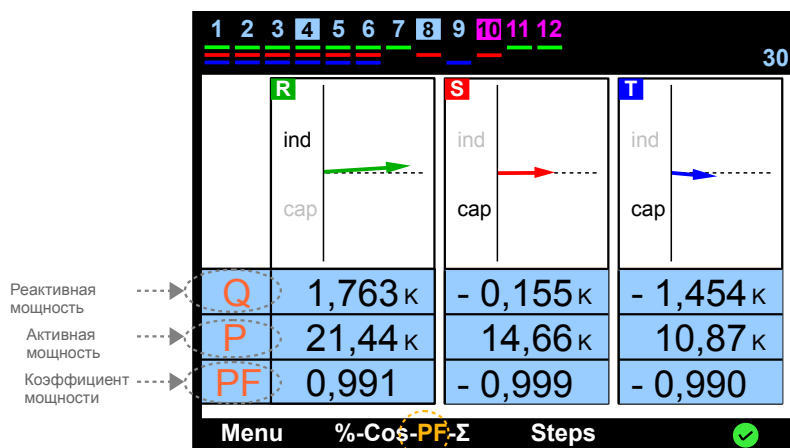 1 2 3 4 5 6 7 8 9 10 11 12
30
R S T
ind ind ind
cap cap cap
Реактивная
мощность
Q 1,763 к - 0,155 к - 1,454 к
Активная
мощность
P 21,44 к 14,66 к 10,87 к
Коэффициент
мощности
PF 0,991 - 0,999 - 0,990
Menu %-Cos-PF-Σ Steps